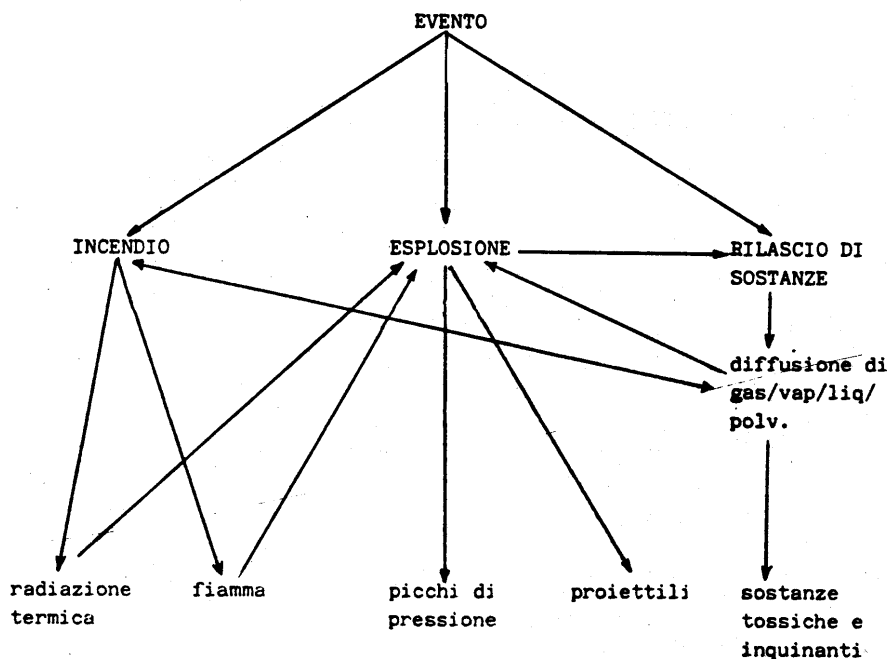 EVENTO
INCENDIO
ESPLOSIONE
RILASCIO DI
SOSTANZE
diffusione di
gas/vap/liq/
polv.
radiazione
termica
fiamma
picchi di
pressione
proiettili
sostanze
tossiche e
inquinanti